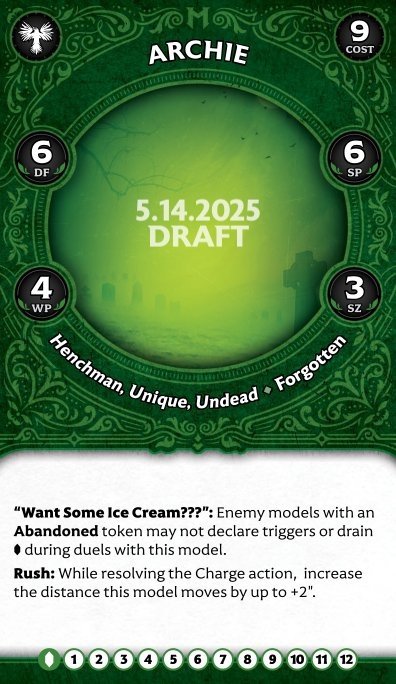 ARCHIE
9
COST
6
DF
6
SP
5.14.2025
DRAFT
4
WP
3
SZ
Henchman, Unique, Undead ⬥ Forgotten
“Want Some Ice Cream???”: Enemy models with an
Abandoned token may not declare triggers or drain
during duels with this model.
Rush: While resolving the Charge action, increase
the distance this model moves by up to +2".
1 2 3 4 5 6 7 8 9 10 11 12